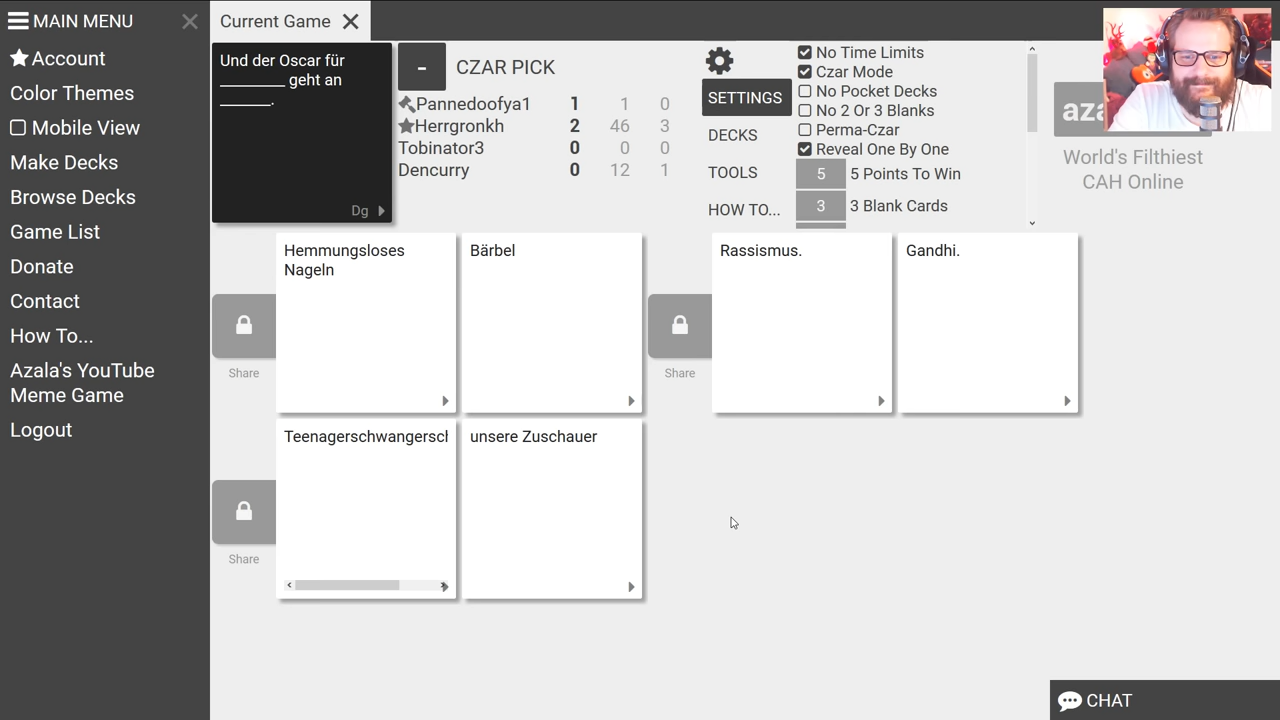 MAIN MENU
Account
Color Themes
Mobile View
Make Decks
Browse Decks
Game List
Donate
Contact
How To...
Azala's YouTube
Meme Game
Logout
Current Game
Und der Oscar für
_______ geht an
_____.
Dg
- CZAR PICK
Pannedoofya1 1 1 0
Herrgronkh 2 46 3
Tobinator3 0 0 0
Dencurry 0 12 1
SETTINGS
DECKS
TOOLS
HOW TO...
No Time Limits
Czar Mode
No Pocket Decks
No 2 Or 3 Blanks
Perma-Czar
Reveal One By One
5 5 Points To Win
3 3 Blank Cards
aza
World's Filthiest
CAH Online
Share
Hemmungsloses
Nageln
Bärbel
Share
Rassismus.
Gandhi.
Share
Teenagerschwangersch
unsere Zuschauer
CHAT